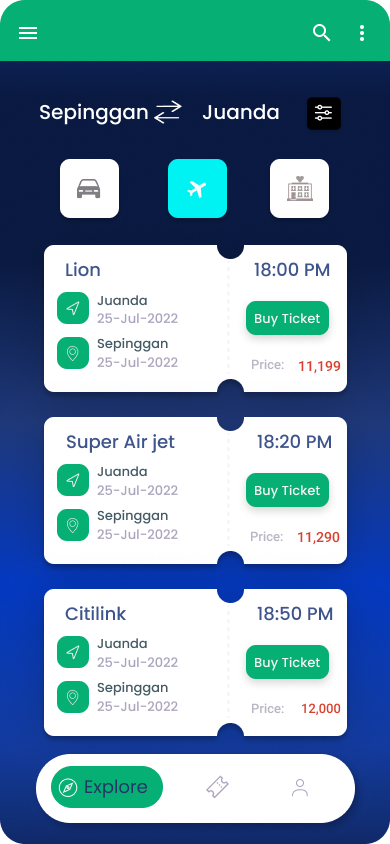 Sepinggan Juanda
Lion 18:00 PM
Juanda
25-Jul-2022
Buy Ticket
Sepinggan
25-Jul-2022
Price: 11,199
Super Air jet 18:20 PM
Juanda
25-Jul-2022
Buy Ticket
Sepinggan
25-Jul-2022
Price: 11,290
Citilink 18:50 PM
Juanda
25-Jul-2022
Buy Ticket
Sepinggan
25-Jul-2022
Price: 12,000
Explore